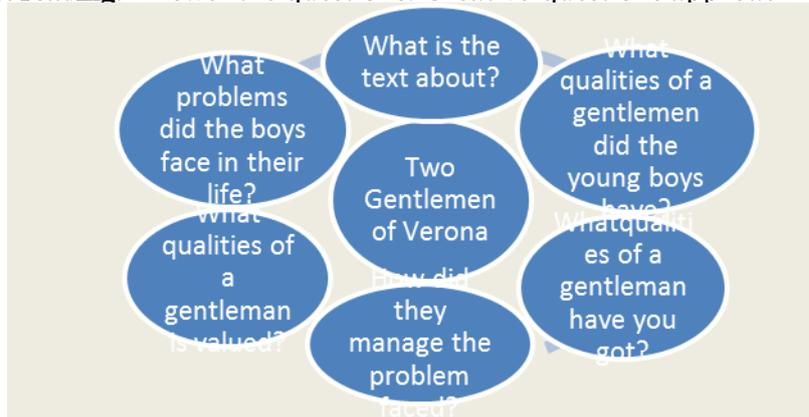 What is the
text about?
What
qualities of a
gentlemen
did the
young boys
have?
Whatqualiti
es of a
gentleman
have you
got?
How did
they
manage the
problem
faced?
What
qualities of
a
gentleman
is valued?
What
problems
did the boys
face in their
life?
Two
Gentlemen
of Verona